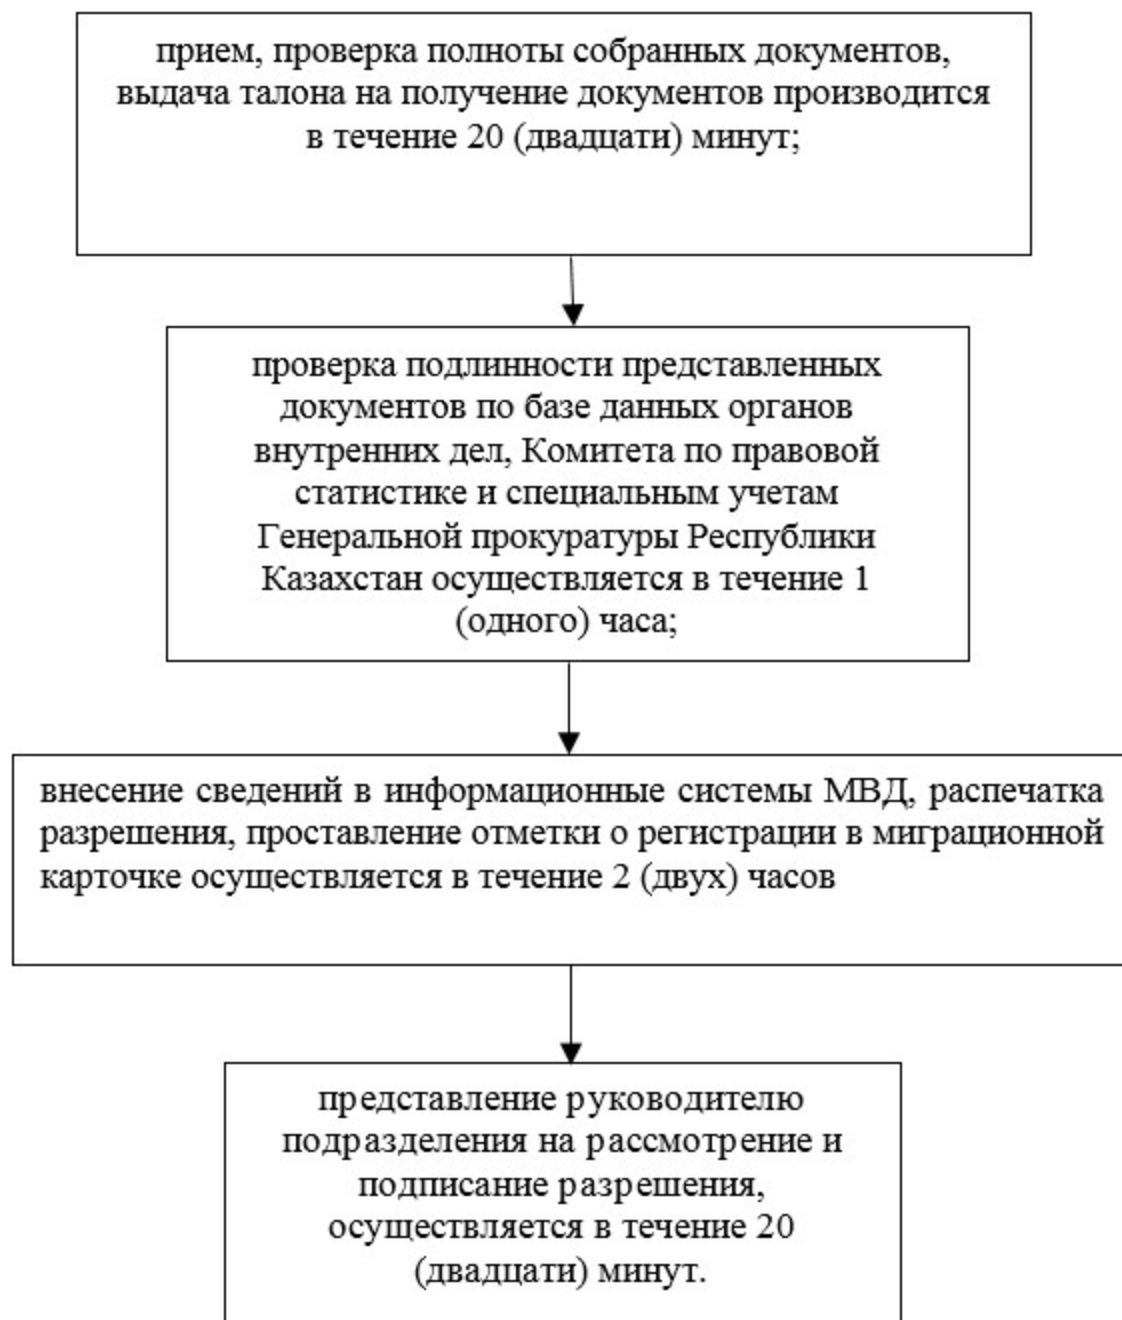 прием, проверка полноты собранных документов,
выдача талона на получение документов производится
в течение 20 (двадцати) минут;
проверка подлинности представленных
документов по базе данных органов
внутренних дел, Комитета по правовой
статистике и специальным учетам
Генеральной прокуратуры Республики
Казахстан осуществляется в течение 1
(одного) часа;
внесение сведений в информационные системы МВД, распечатка
разрешения, проставление отметки о регистрации в миграционной
карточке осуществляется в течение 2 (двух) часов
представление руководителю
подразделения на рассмотрение и
подписание разрешения,
осуществляется в течение 20
(двадцати) минут.